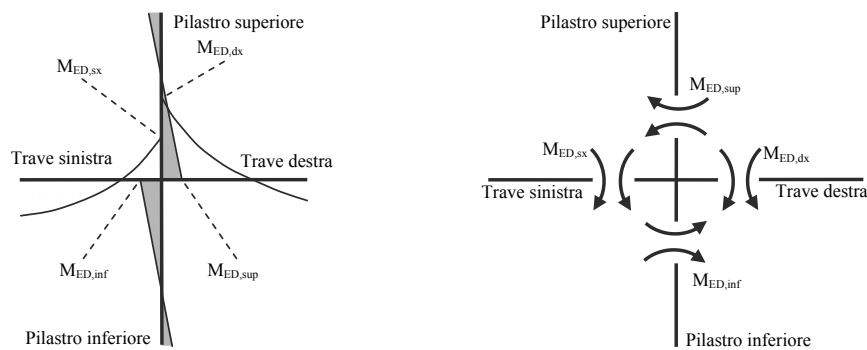 Pilastro superiore
M_ED,dx
M_ED,sx
Trave sinistra
Trave destra
M_ED,inf
M_ED,sup
Pilastro inferiore
Pilastro superiore
M_ED,sup
M_ED,sx
M_ED,dx
Trave sinistra
Trave destra
M_ED,inf
Pilastro inferiore